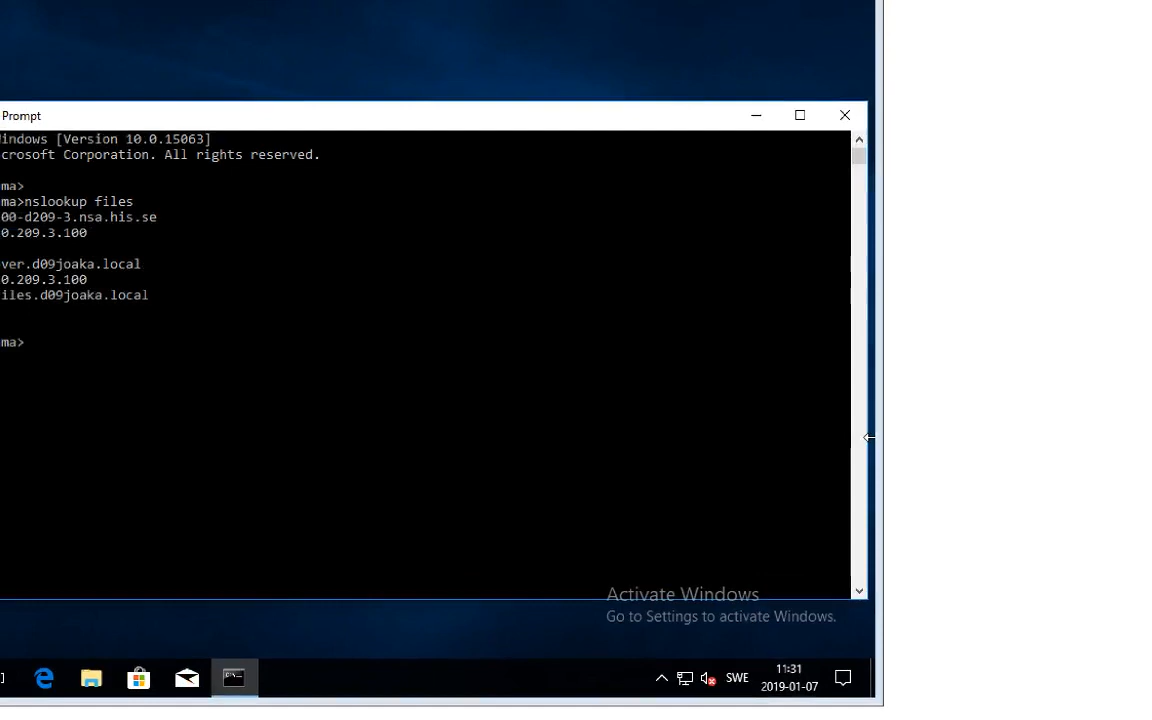 Prompt
indows [Version 10.0.15063]
crosoft Corporation. All rights reserved.
ma>
ma>nslookup files
00-d209-3.nsa.his.se
0.209.3.100
ver.d09joaka.local
0.209.3.100
iles.d09joaka.local
ma>
Activate Windows
Go to Settings to activate Windows.
SWE
11:31
2019-01-07